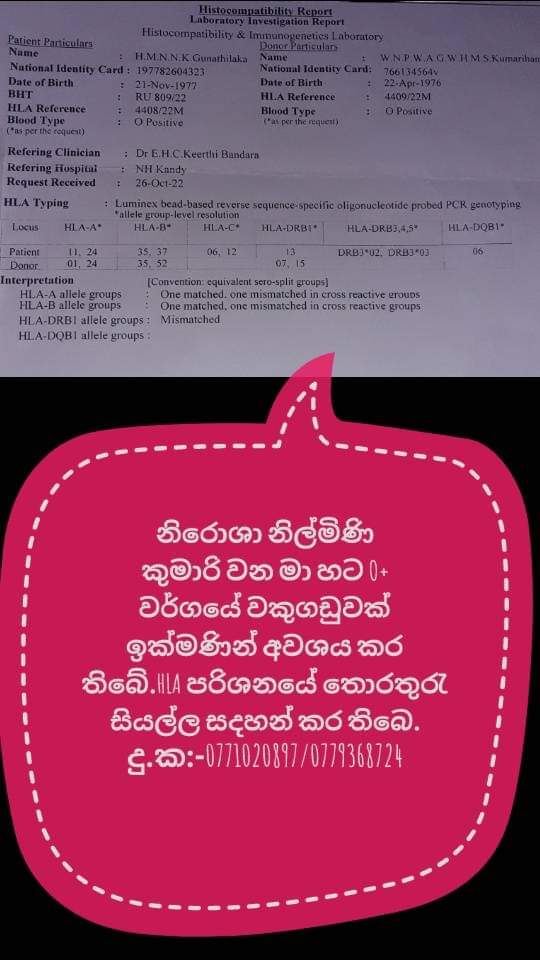 Histocompatibility Report
Laboratory Investigation Report
Histocompatibility & Immunogenetics Laboratory
Patient Particulars
Name : H.M.N.N.K.Gunathilaka
National Identity Card : 197782604323
Date of Birth : 21-Nov-1977
BHT : RU 809/22
HLA Reference : 4408/22M
Blood Type : O Positive
(*as per the request)
Donor Particulars
Name : W.N.P.W.A.G.W.H.M.S.Kumarihan
National Identity Card: 766134564v
Date of Birth : 22-Apr-1976
HLA Reference : 4409/22M
Blood Type : O Positive
(*as per the request)
Refering Clinician : Dr E.H.C.Keerthi Bandara
Refering Hospital : NH Kandy
Request Received : 26-Oct-22
HLA Typing : Luminex bead-based reverse sequence-specific oligonucleotide probed PCR genotyping
*allele group-level resolution
Locus HLA-A* HLA-B* HLA-C* HLA-DRB1* HLA-DRB3,4,5* HLA-DQB1*
Patient 11, 24 35, 37 06, 12 13 DRB3*02, DRB3*03 06
Donor 01, 24 35, 52 07, 15
Interpretation [Convention: equivalent sero-split groups]
HLA-A allele groups : One matched, one mismatched in cross reactive groups
HLA-B allele groups : One matched, one mismatched in cross reactive groups
HLA-DRB1 allele groups : Mismatched
HLA-DQB1 allele groups :
නිරොශා නිල්මිණි
කුමාරි වන මා හට O+
වර්ගයේ වකුගඩුවක්
ඉක්මණින් අවශය කර
තිබේ.HLA පරිශනයේ තොරතුරැ
සියල්ල සදහන් කර තිබෙ.
දු.ක:-0771020897/0779368724